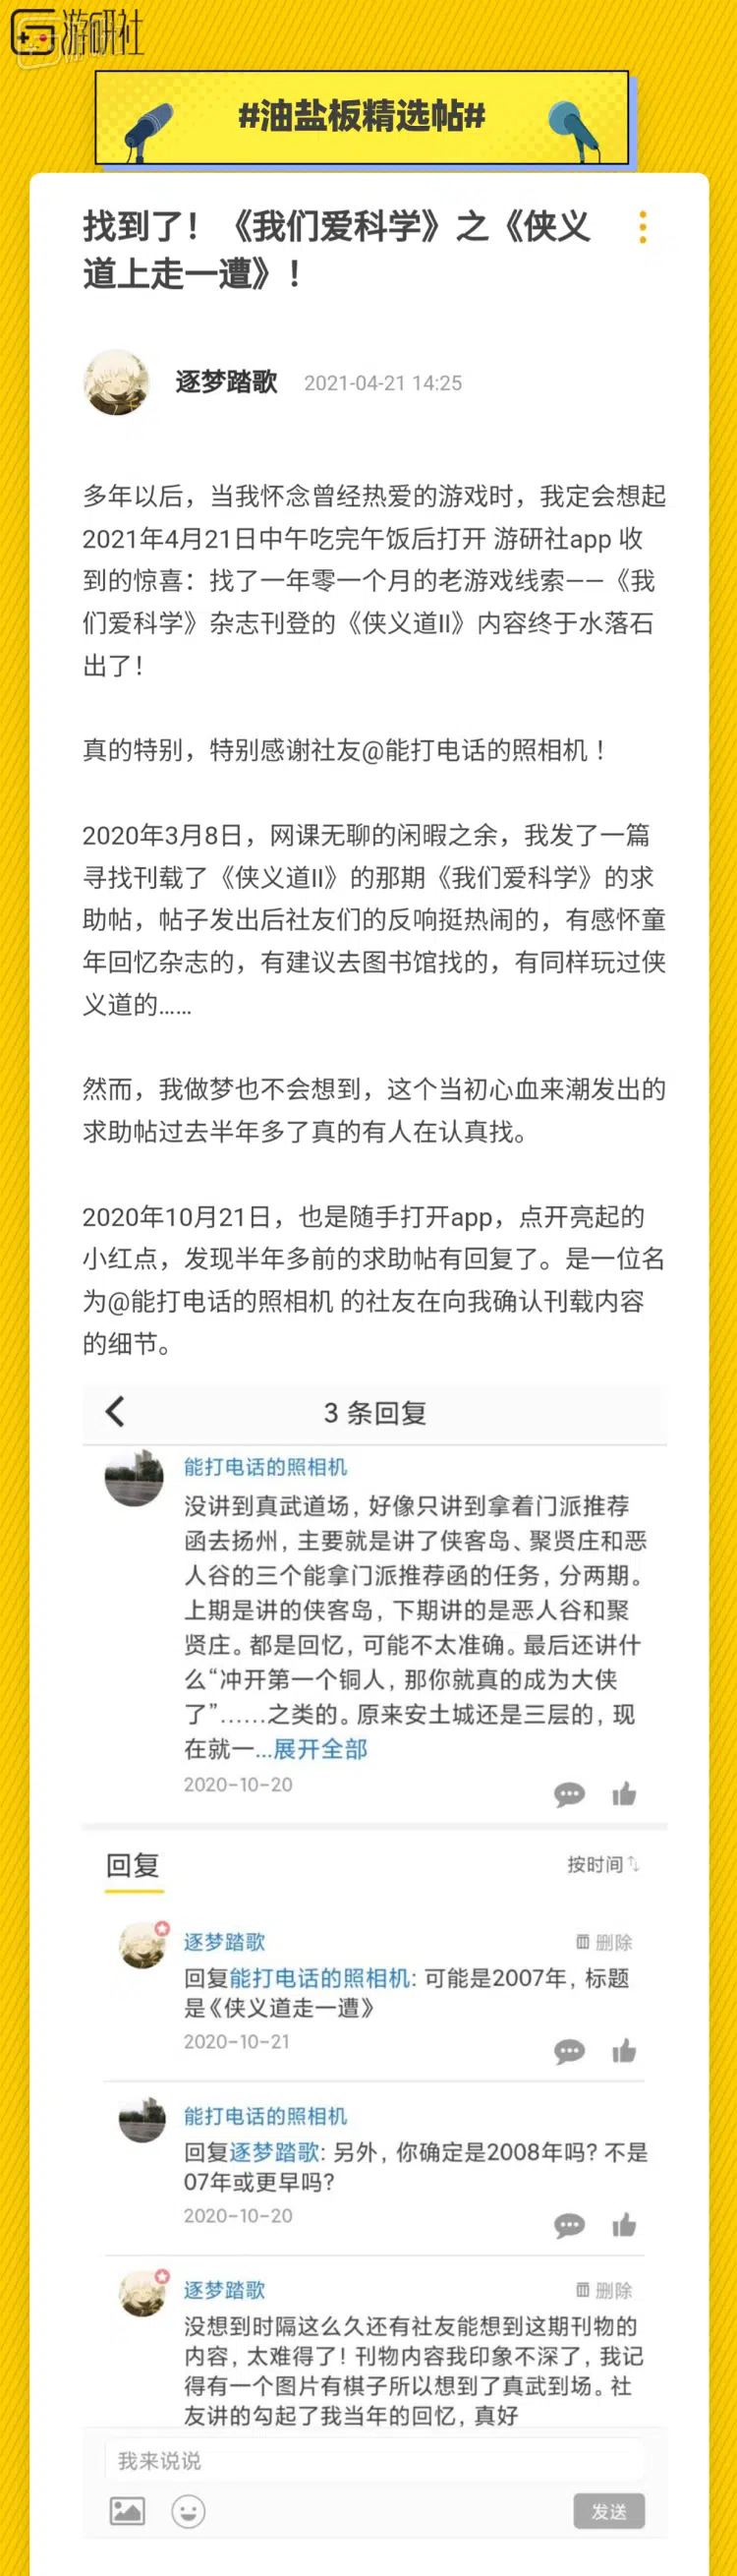 游研社
#油盐板精选帖#
找到了！《我们爱科学》之《侠义
道上走一遭》！
逐梦踏歌 2021-04-21 14:25
多年以后，当我怀念曾经热爱的游戏时，我定会想起
2021年4月21日中午吃完午饭后打开 游研社app 收
到的惊喜：找了一年零一个月的老游戏线索——《我
们爱科学》杂志刊登的《侠义道II》内容终于水落石
出了！
真的特别，特别感谢社友@能打电话的照相机！
2020年3月8日，网课无聊的闲暇之余，我发了一篇
寻找刊载了《侠义道II》的那期《我们爱科学》的求
助帖，帖子发出后社友们的反响挺热闹的，有感怀童
年回忆杂志的，有建议去图书馆找的，有同样玩过侠
义道的……
然而，我做梦也不会想到，这个当初心血来潮发出的
求助帖过去半年多了真的有人在认真找。
2020年10月21日，也是随手打开app，点开亮起的
小红点，发现半年多前的求助帖有回复了。是一位名
为@能打电话的照相机 的社友在向我确认刊载内容
的细节。
3 条回复
能打电话的照相机
没讲到真武道场，好像只讲到拿着门派推荐
函去扬州，主要就是讲了侠客岛、聚贤庄和恶
人谷的三个能拿门派推荐函的任务，分两期。
上期是讲的侠客岛，下期讲的是恶人谷和聚
贤庄。都是回忆，可能不太准确。最后还讲什
么“冲开第一个铜人，那你就真的成为大侠
了”……之类的。原来安土城还是三层的，现
在就一...展开全部
2020-10-20
回复 按时间
逐梦踏歌 删除
回复能打电话的照相机: 可能是2007年，标题
是《侠义道走一遭》
2020-10-21
能打电话的照相机
回复逐梦踏歌: 另外，你确定是2008年吗？不是
07年或更早吗？
2020-10-20
逐梦踏歌 删除
没想到时隔这么久还有社友能想到这期刊物的
内容，太难得了！刊物内容我印象不深了，我记
得有一个图片有棋子所以想到了真武到场。社
友讲的勾起了我当年的回忆，真好
我来说说
发送